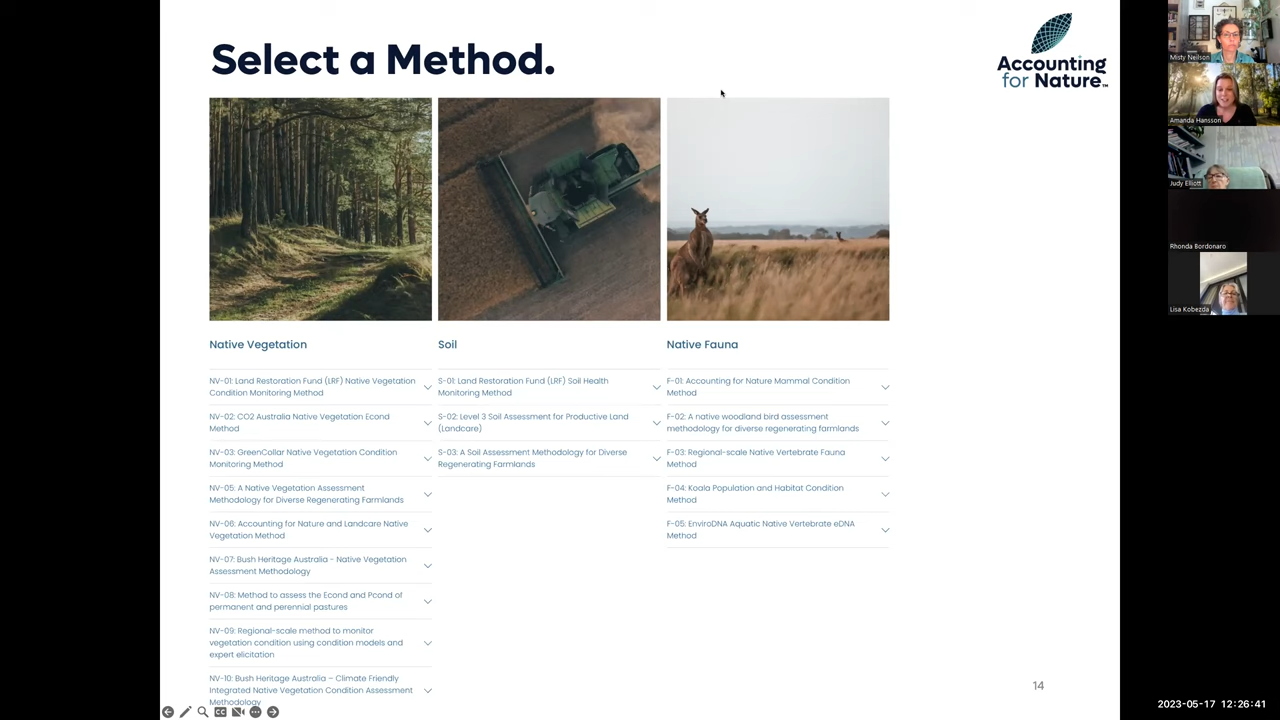 Select a Method.
Accounting
for Nature™
Native Vegetation
NV-01: Land Restoration Fund (LRF) Native Vegetation
Condition Monitoring Method
NV-02: CO2 Australia Native Vegetation Econd
Method
NV-03: GreenCollar Native Vegetation Condition
Monitoring Method
NV-05: A Native Vegetation Assessment
Methodology for Diverse Regenerating Farmlands
NV-06: Accounting for Nature and Landcare Native
Vegetation Method
NV-07: Bush Heritage Australia - Native Vegetation
Assessment Methodology
NV-08: Method to assess the Econd and Pcond of
permanent and perennial pastures
NV-09: Regional-scale method to monitor
vegetation condition using condition models and
expert elicitation
NV-10: Bush Heritage Australia – Climate Friendly
Integrated Native Vegetation Condition Assessment
Methodology
Soil
S-01: Land Restoration Fund (LRF) Soil Health
Monitoring Method
S-02: Level 3 Soil Assessment for Productive Land
(Landcare)
S-03: A Soil Assessment Methodology for Diverse
Regenerating Farmlands
Native Fauna
F-01: Accounting for Nature Mammal Condition
Method
F-02: A native woodland bird assessment
methodology for diverse regenerating farmlands
F-03: Regional-scale Native Vertebrate Fauna
Method
F-04: Koala Population and Habitat Condition
Method
F-05: EnviroDNA Aquatic Native Vertebrate eDNA
Method
14
CC
Misty Neilson
Amanda Hansson
Judy Elliott
Rhonda Bordonaro
Lisa Kobezda
2023-05-17 12:26:41